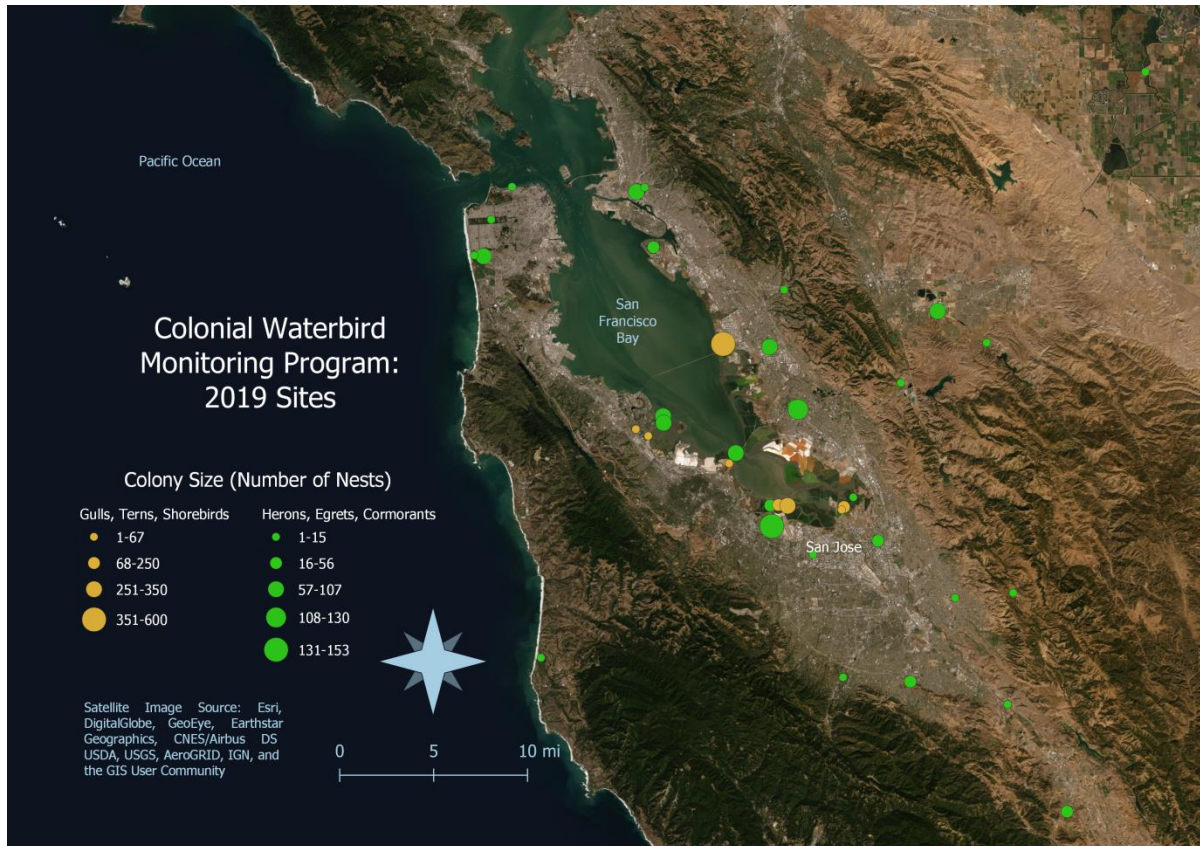 Pacific Ocean
San
Francisco
Bay
Colonial Waterbird
Monitoring Program:
2019 Sites
Colony Size (Number of Nests)
Gulls, Terns, Shorebirds
1-67
68-250
251-350
351-600
Herons, Egrets, Cormorants
1-15
16-56
57-107
108-130
131-153
San Jose
Satellite Image Source: Esri,
DigitalGlobe, GeoEye, Earthstar
Geographics, CNES/Airbus DS
USDA, USGS, AeroGRID, IGN, and
the GIS User Community
0 5 10 mi